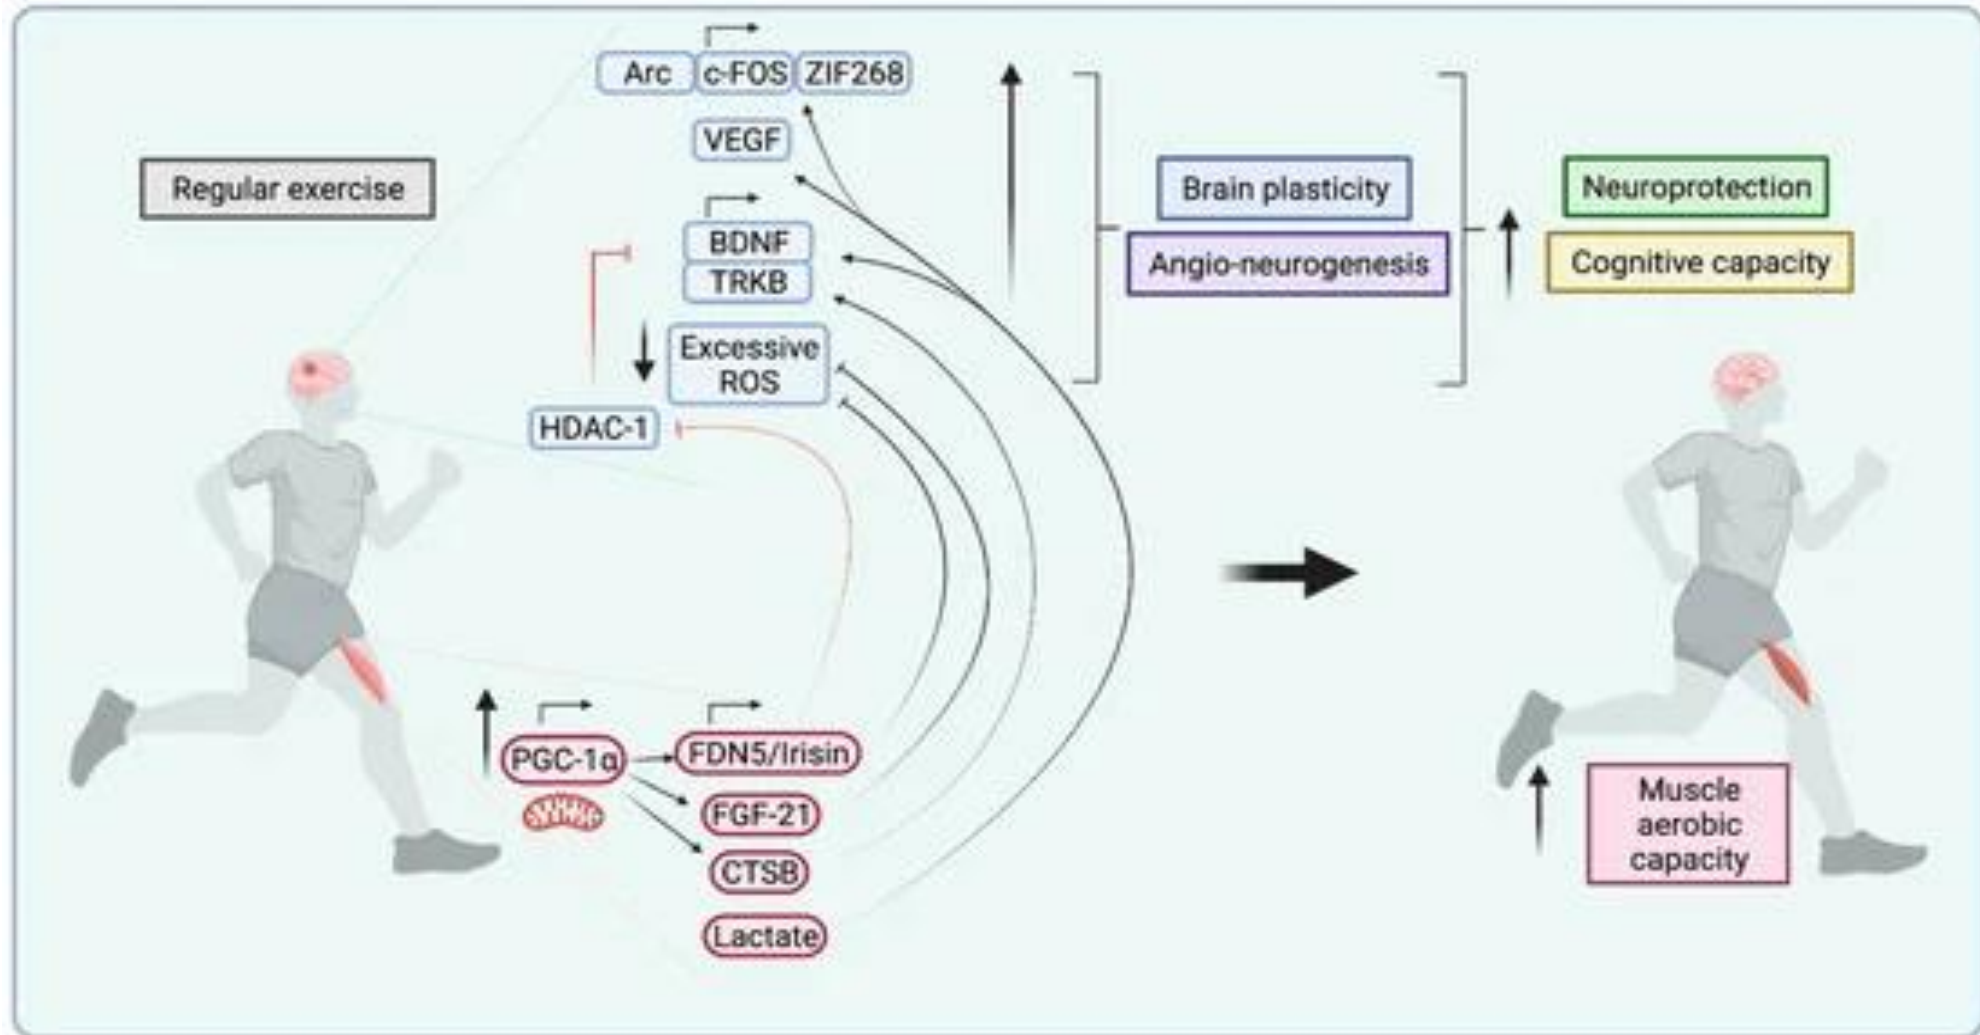 Arc c-FOS ZIF268
VEGF
Regular exercise
BDNF
TRKB
Excessive
ROS
HDAC-1
Brain plasticity
Angio-neurogenesis
Neuroprotection
Cognitive capacity
PGC-1α
FDN5/Irisin
FGF-21
CTSB
Lactate
Muscle
aerobic
capacity